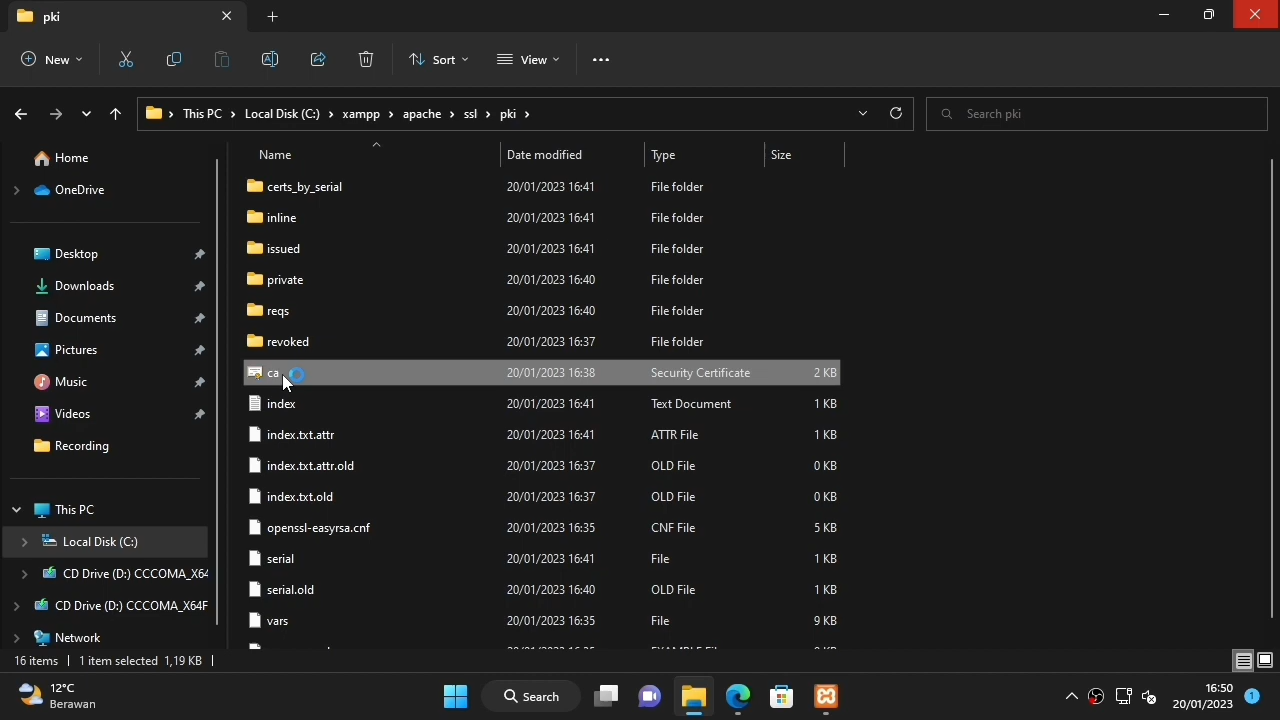 pki
New
Sort
View
This PC
Local Disk (C:)
xampp
apache
ssl
pki
Search pki
Name
Date modified
Type
Size
Home
OneDrive
Desktop
Downloads
Documents
Pictures
Music
Videos
Recording
This PC
Local Disk (C:)
CD Drive (D:) CCCOMA_X64
CD Drive (D:) CCCOMA_X64F
Network
certs_by_serial 20/01/2023 16:41 File folder
inline 20/01/2023 16:41 File folder
issued 20/01/2023 16:41 File folder
private 20/01/2023 16:40 File folder
reqs 20/01/2023 16:40 File folder
revoked 20/01/2023 16:37 File folder
ca 20/01/2023 16:38 Security Certificate 2 KB
index 20/01/2023 16:41 Text Document 1 KB
index.txt.attr 20/01/2023 16:41 ATTR File 1 KB
index.txt.attr.old 20/01/2023 16:37 OLD File 0 KB
index.txt.old 20/01/2023 16:37 OLD File 0 KB
openssl-easyrsa.cnf 20/01/2023 16:35 CNF File 5 KB
serial 20/01/2023 16:41 File 1 KB
serial.old 20/01/2023 16:40 OLD File 1 KB
vars 20/01/2023 16:35 File 9 KB
16 items
1 item selected 1,19 KB
12°C
Berawan
Search
16:50
20/01/2023
1